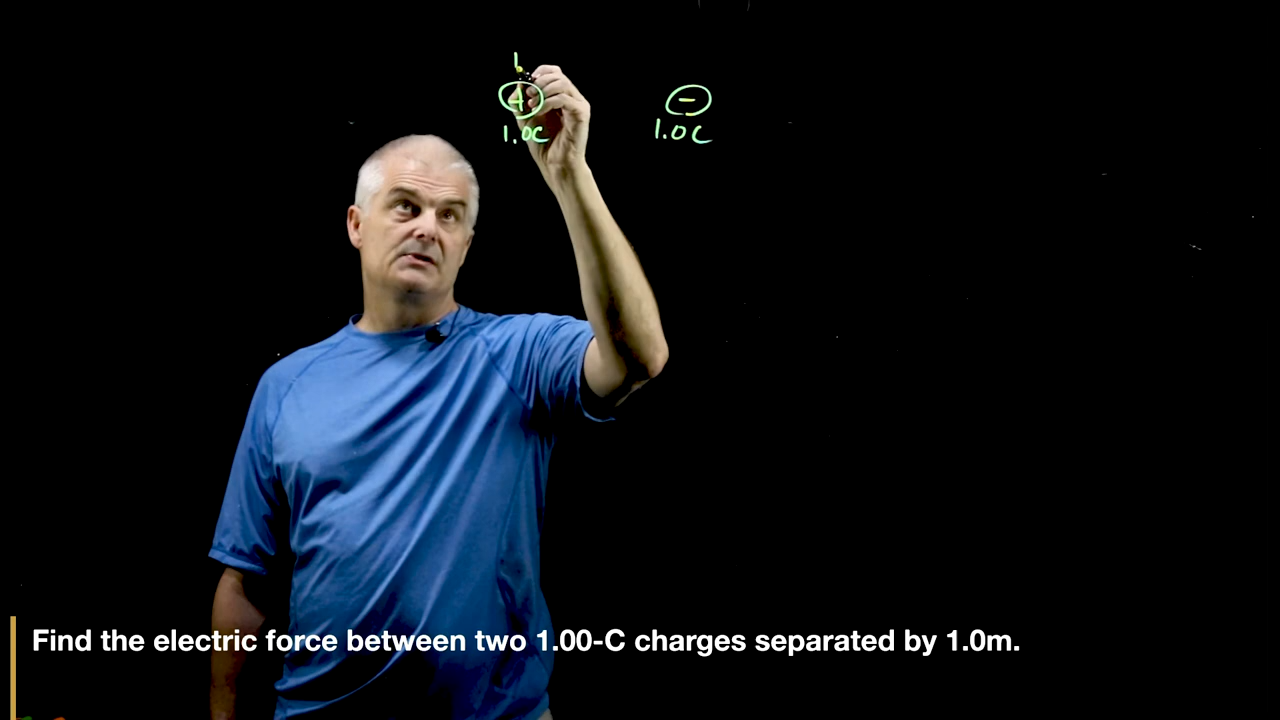 + -
1.0C 1.0C
Find the electric force between two 1.00-C charges separated by 1.0m.